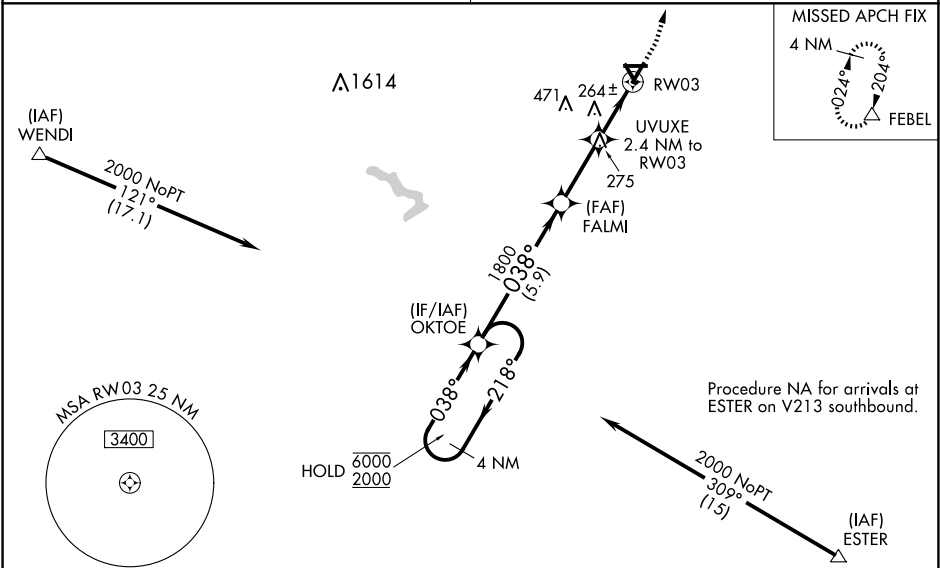 MISSED APCH FIX
4 NM
024°
204°
FEBEL
1614
(IAF)
WENDI
2000 NoPT
121°
(17.1)
471
264±
RW03
UVUXE
2.4 NM to
RW03
275
(FAF)
FALMI
1800
038°
(5.9)
(IF/IAF)
OKTOE
038°
218°
HOLD
6000
2000
4 NM
MSA RW03 25 NM
3400
Procedure NA for arrivals at
ESTER on V213 southbound.
2000 NoPT
309°
(15)
(IAF)
ESTER